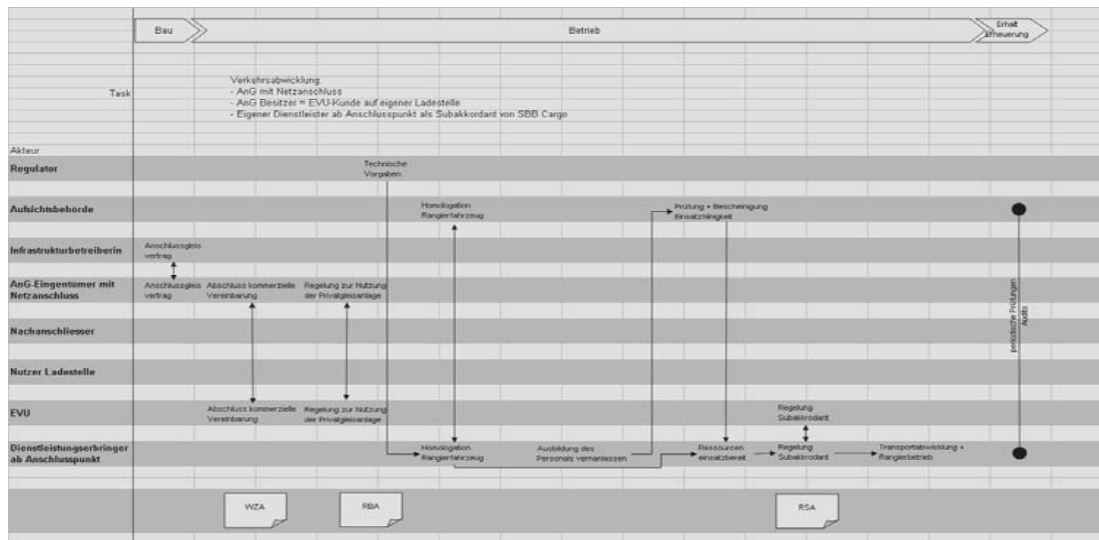 Bau
Betrieb
Erhalt
Erneuerung
Task
Verkehrsabwicklung:
- AnG mit Netzanschluss
- AnG Besitzer = EVU-Kunde auf eigener Ladestelle
- Eigener Dienstleister ab Anschlusspunkt als Subakkordant von SBB Cargo
Akteur
Regulator
Technische
Vorgaben
Aufsichtsbehörde
Homologation
Rangierfahrzeug
Prüfung + Bescheinigung
Einsatzfähigkeit
Infrastrukturbetreiberin
Anschlussgleis
vertrag
AnG-Eingentümer mit
Netzanschluss
Anschlussgleis
vertrag
Abschluss kommerzielle
Vereinbarung
Regelung zur Nutzung
der Privatgleisanlage
Nachanschliesser
Nutzer Ladestelle
periodische Prüfungen
Audits
EVU
Abschluss kommerzielle
Vereinbarung
Regelung zur Nutzung
der Privatgleisanlage
Regelung
Subakkrodant
Dienstleistungserbringer
ab Anschlusspunkt
Homologation
Rangierfahrzeug
Ausbildung des
Personals vernanlassen
Ressourcen
einsatzbereit
Regelung
Subakkrodant
Transportabwicklung +
Rangierbetrieb
WZA
RBA
RSA